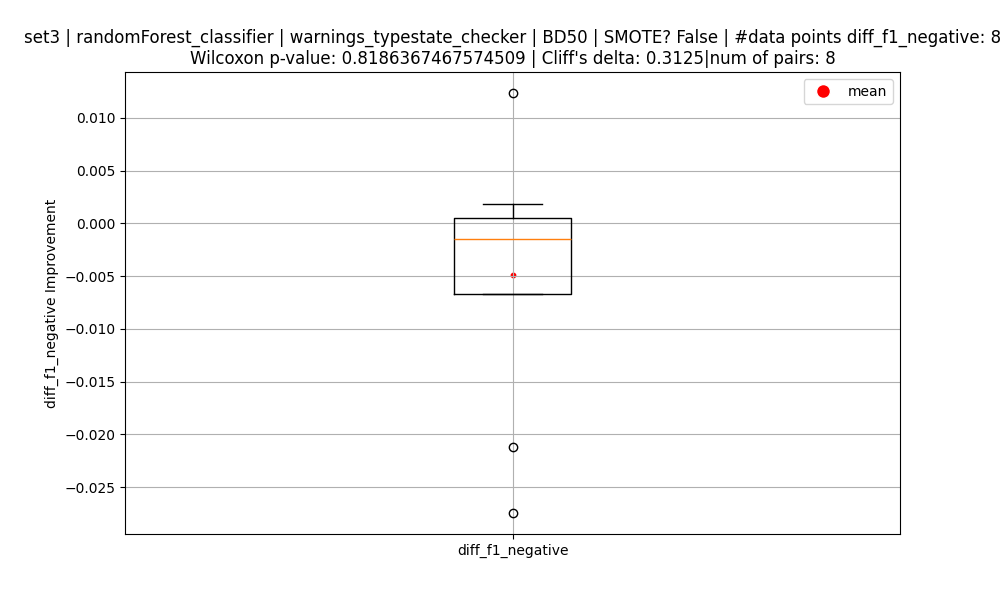 set3 | randomForest_classifier | warnings_typestate_checker | BD50 | SMOTE? False | #data points diff_f1_negative: 8
Wilcoxon p-value: 0.8186367467574509 | Cliff's delta: 0.3125|num of pairs: 8
mean
0.010
0.005
0.000
−0.005
−0.010
−0.015
−0.020
−0.025
diff_f1_negative Improvement
diff_f1_negative